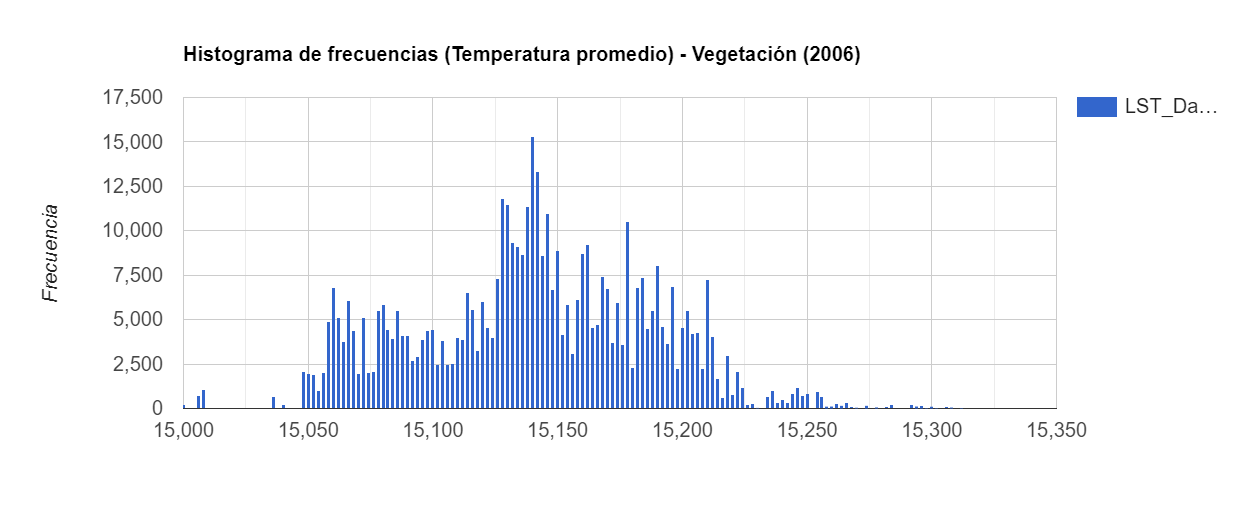 Histograma de frecuencias (Temperatura promedio) - Vegetación (2006)
17,500
15,000
12,500
10,000
7,500
5,000
2,500
0
Frecuencia
15,000 15,050 15,100 15,150 15,200 15,250 15,300 15,350
LST_Da…